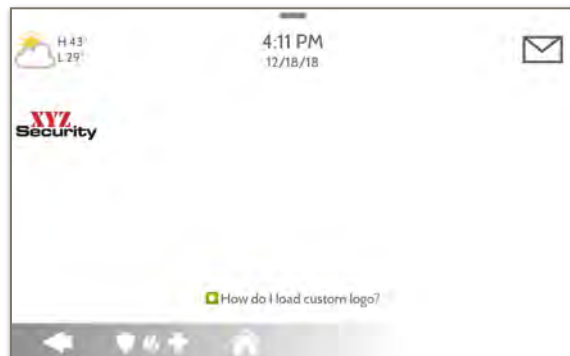 H 43°
L 29°
4:11 PM
12/18/18
XYZ
Security
How do I load custom logo?